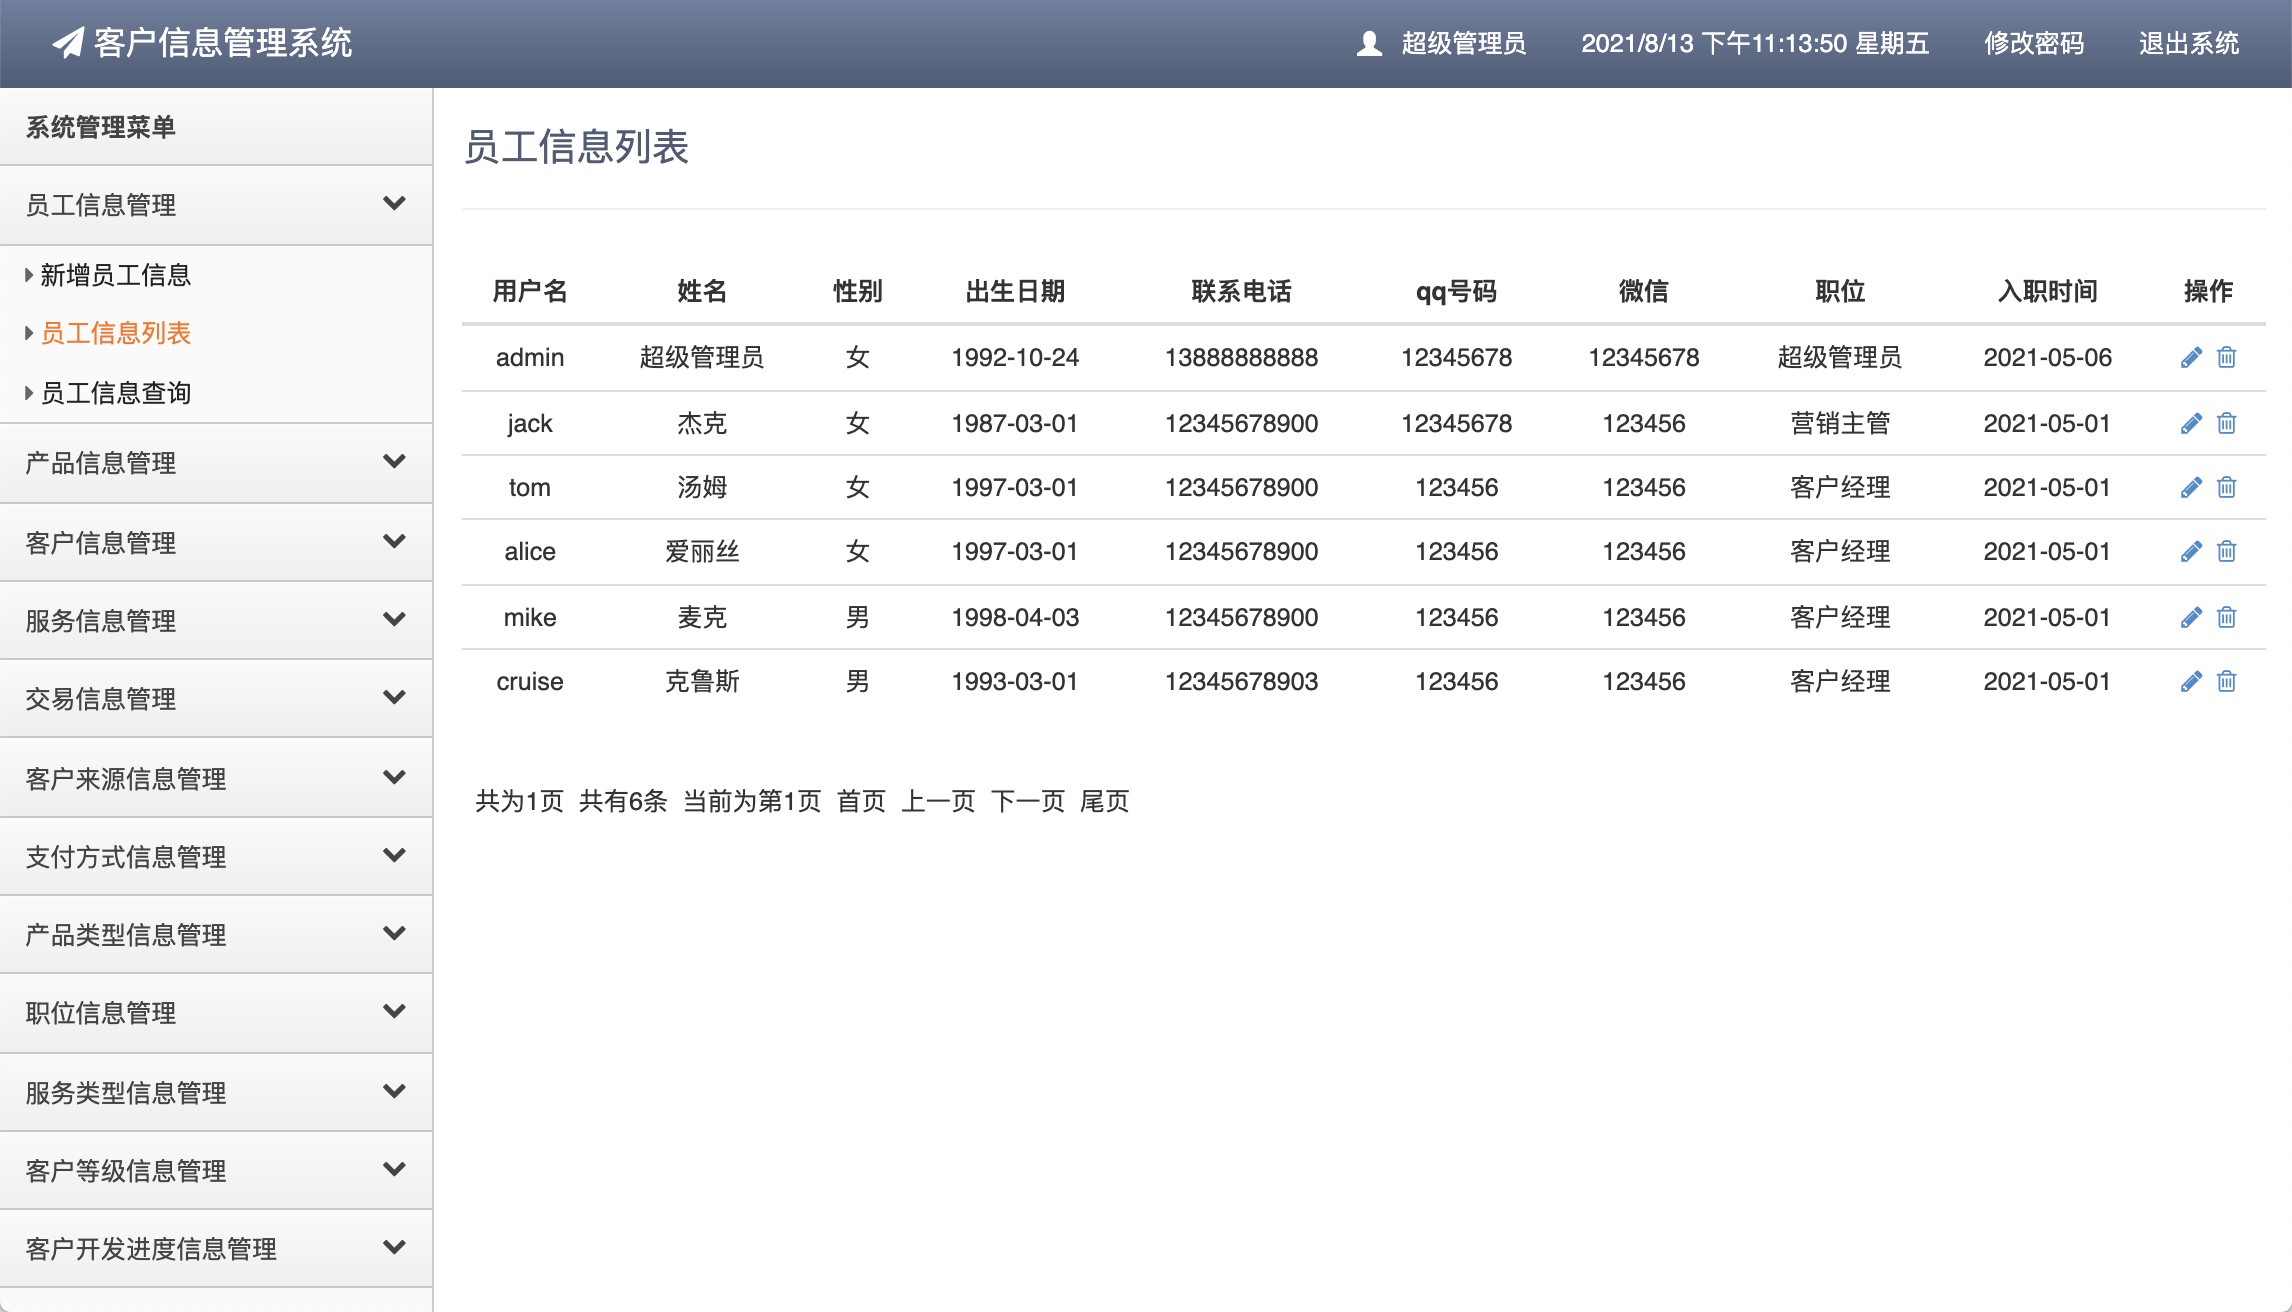 客户信息管理系统
超级管理员 2021/8/13 下午11:13:50 星期五 修改密码 退出系统
系统管理菜单
员工信息管理
新增员工信息
员工信息列表
员工信息查询
产品信息管理
客户信息管理
服务信息管理
交易信息管理
客户来源信息管理
支付方式信息管理
产品类型信息管理
职位信息管理
服务类型信息管理
客户等级信息管理
客户开发进度信息管理
员工信息列表
用户名 姓名 性别 出生日期 联系电话 qq号码 微信 职位 入职时间 操作
admin 超级管理员 女 1992-10-24 13888888888 12345678 12345678 超级管理员 2021-05-06
jack 杰克 女 1987-03-01 12345678900 12345678 123456 营销主管 2021-05-01
tom 汤姆 女 1997-03-01 12345678900 123456 123456 客户经理 2021-05-01
alice 爱丽丝 女 1997-03-01 12345678900 123456 123456 客户经理 2021-05-01
mike 麦克 男 1998-04-03 12345678900 123456 123456 客户经理 2021-05-01
cruise 克鲁斯 男 1993-03-01 12345678903 123456 123456 客户经理 2021-05-01
共为1页 共有6条 当前为第1页 首页 上一页 下一页 尾页